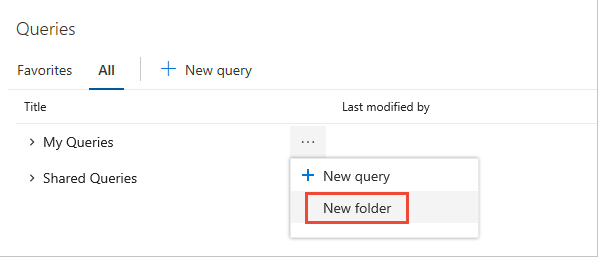 Queries
Favorites All + New query
Title Last modified by
> My Queries ...
> Shared Queries
+ New query
New folder